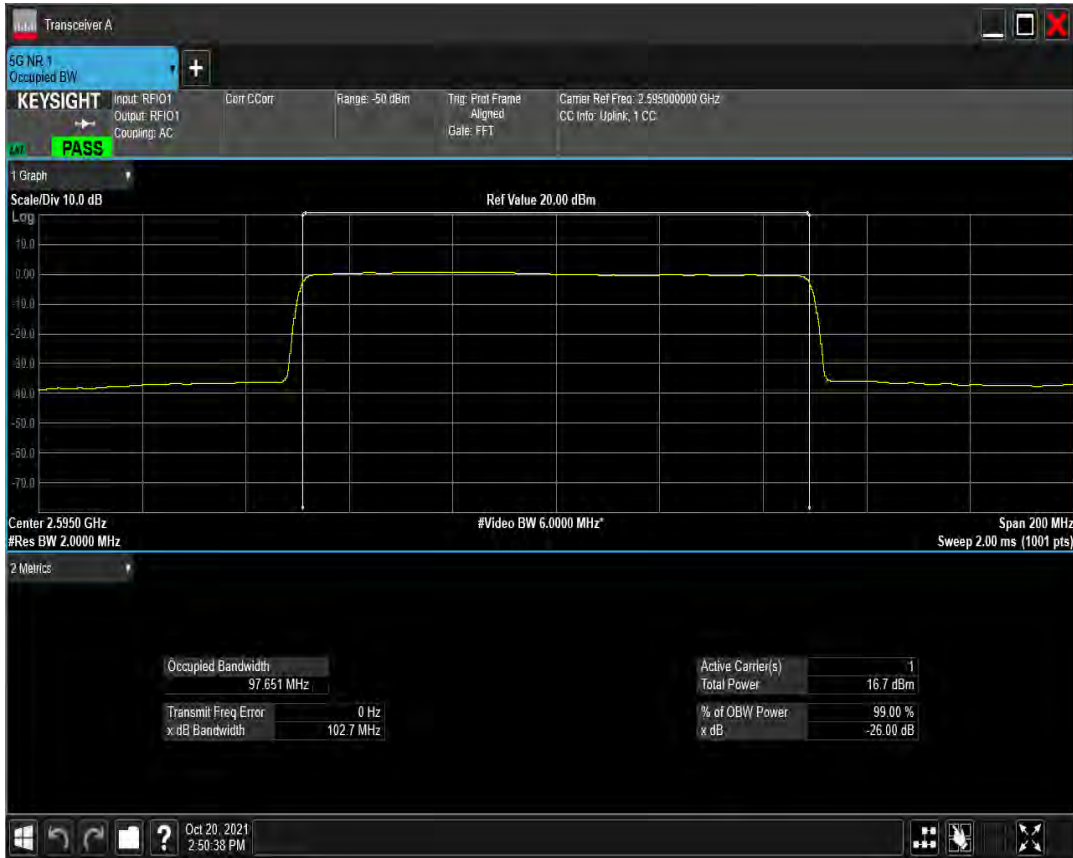 Transceiver A
5G NR 1
Occupied BW
+
KEYSIGHT
PASS
Input: RFIO1
Output: RFIO1
Coupling: AC
Corr CCorr
Range: -50 dBm
Trig: Prot Frame
Aligned
Gate: FFT
Carrier Ref Freq: 2.595000000 GHz
CC Info: Uplink, 1 CC
1 Graph
Scale/Div 10.0 dB
Ref Value 20.00 dBm
Log
10.0
0.00
-10.0
-20.0
-30.0
-40.0
-50.0
-60.0
-70.0
Center 2.5950 GHz
#Video BW 6.0000 MHz*
Span 200 MHz
#Res BW 2.0000 MHz
Sweep 2.00 ms (1001 pts)
2 Metrics
Occupied Bandwidth
97.651 MHz
Transmit Freq Error 0 Hz
x dB Bandwidth 102.7 MHz
Active Carrier(s) 1
Total Power 16.7 dBm
% of OBW Power 99.00 %
x dB -26.00 dB
?
Oct 20, 2021
2:50:38 PM